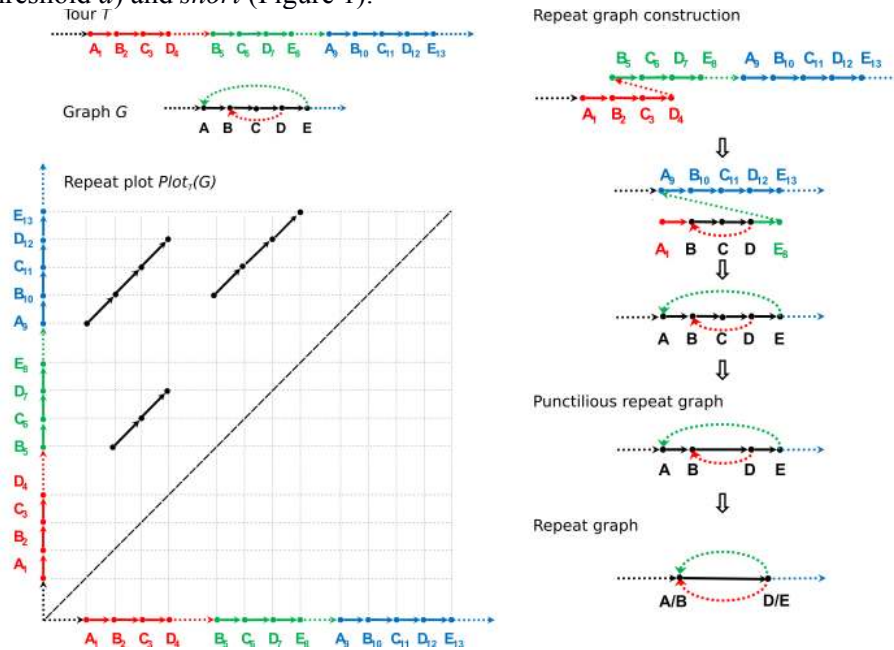 threshold d) and short (Figure 1).
Tour T
A1 B2 C3 D4 B5 C6 D7 E8 A9 B10 C11 D12 E13
Graph G
A B C D E
Repeat plot Plot7(G)
E13
D12
C11
B10
A9
E8
D7
C6
B5
D4
C3
B2
A1
A1 B2 C3 D4 B5 C6 D7 E8 A9 B10 C11 D12 E13
Repeat graph construction
B5 C6 D7 E8 A9 B10 C11 D12 E13
A1 B2 C3 D4
A9 B10 C11 D12 E13
A1 B C D E8
A B C D E
Punctilious repeat graph
A B D E
Repeat graph
A/B D/E